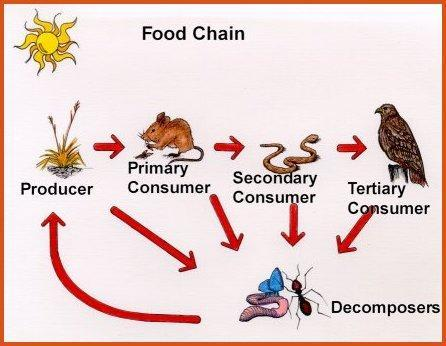 Food Chain
Producer
Primary
Consumer
Secondary
Consumer
Tertiary
Consumer
Decomposers